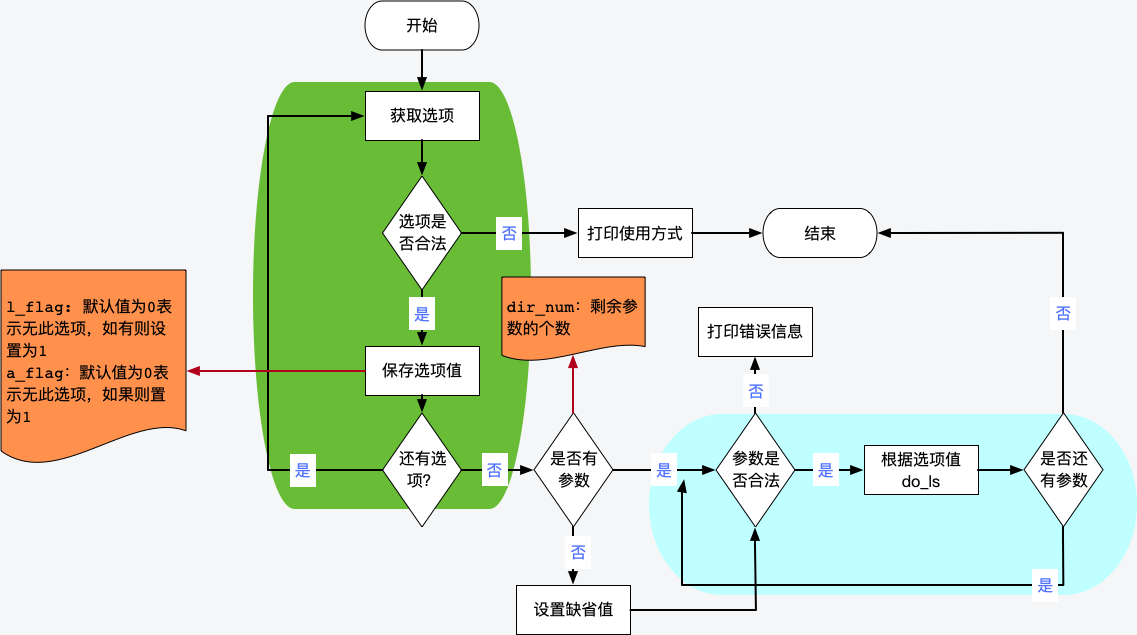 开始
获取选项
选项是
否合法
否
打印使用方式
结束
是
l_flag: 默认值为0表
示无此选项，如有则设
置为1
a_flag: 默认值为0表
示无此选项，如果则置
为1
保存选项值
dir_num: 剩余参
数的个数
打印错误信息
否
否
还有选
项?
是
否
是否有
参数
是
参数是
否合法
是
根据选项值
do_ls
是否还
有参数
否
是
设置缺省值